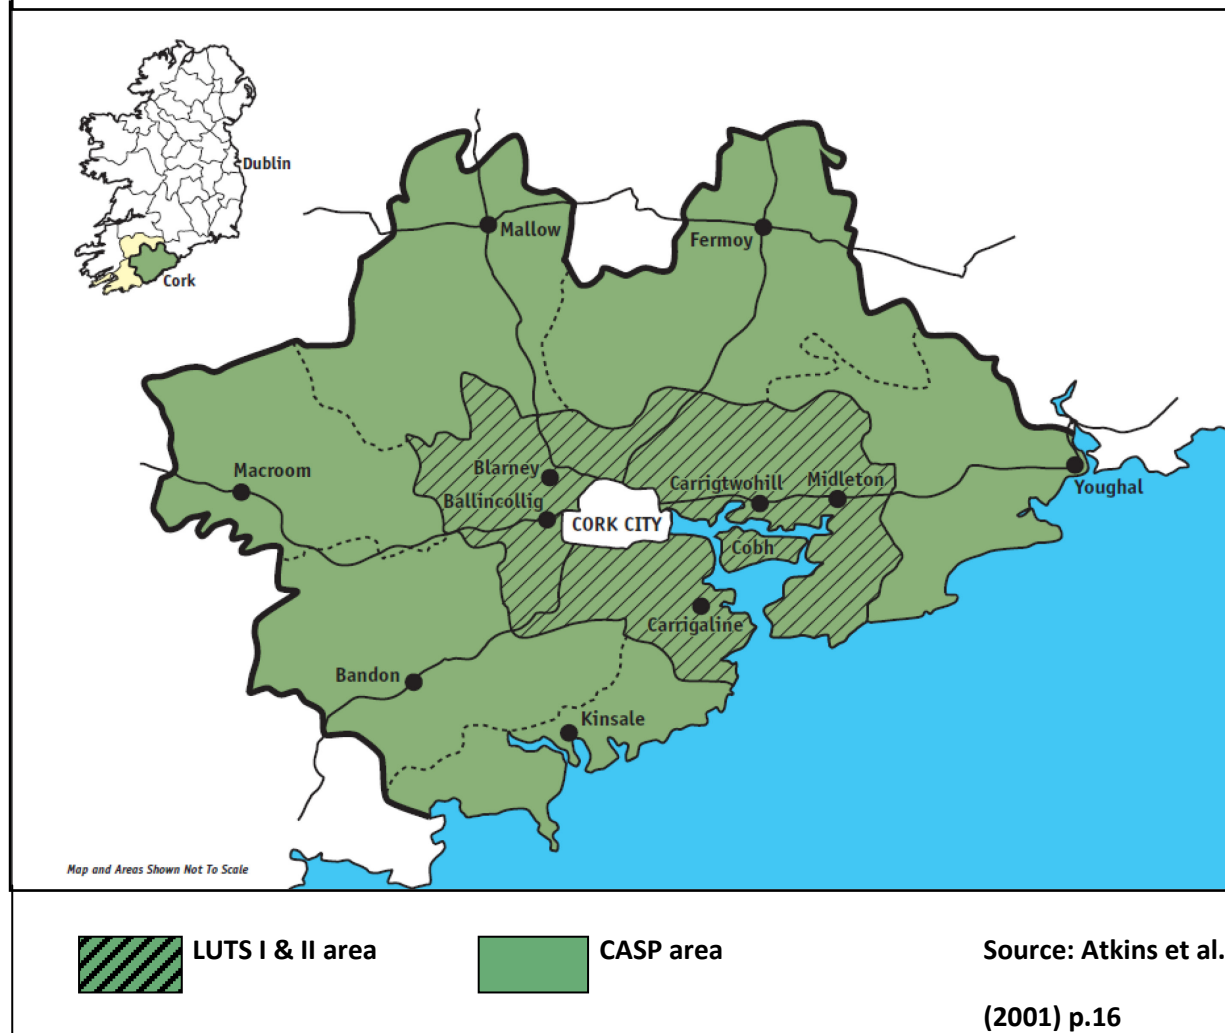 Dublin
Cork
Mallow
Fermoy
Macroom
Blarney
Ballincollig
CORK CITY
Carrigtwohill
Midleton
Youghal
Cobh
Carrigaline
Bandon
Kinsale
Map and Areas Shown Not To Scale
LUTS I & II area
CASP area
Source: Atkins et al.
(2001) p.16